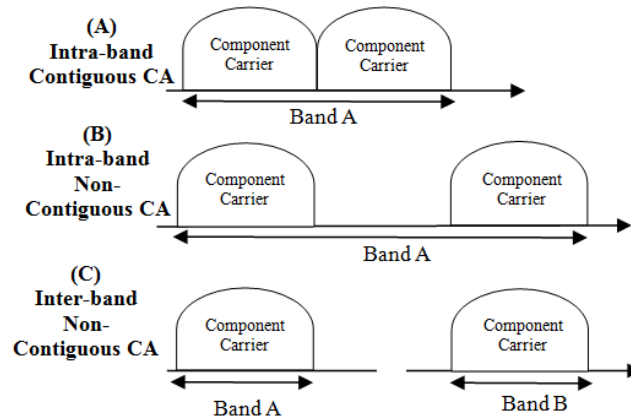 (A)
Intra-band
Contiguous CA
Component
Carrier
Component
Carrier
Band A
(B)
Intra-band
Non-
Contiguous CA
Component
Carrier
Component
Carrier
Band A
(C)
Inter-band
Non-
Contiguous CA
Component
Carrier
Component
Carrier
Band A
Band B